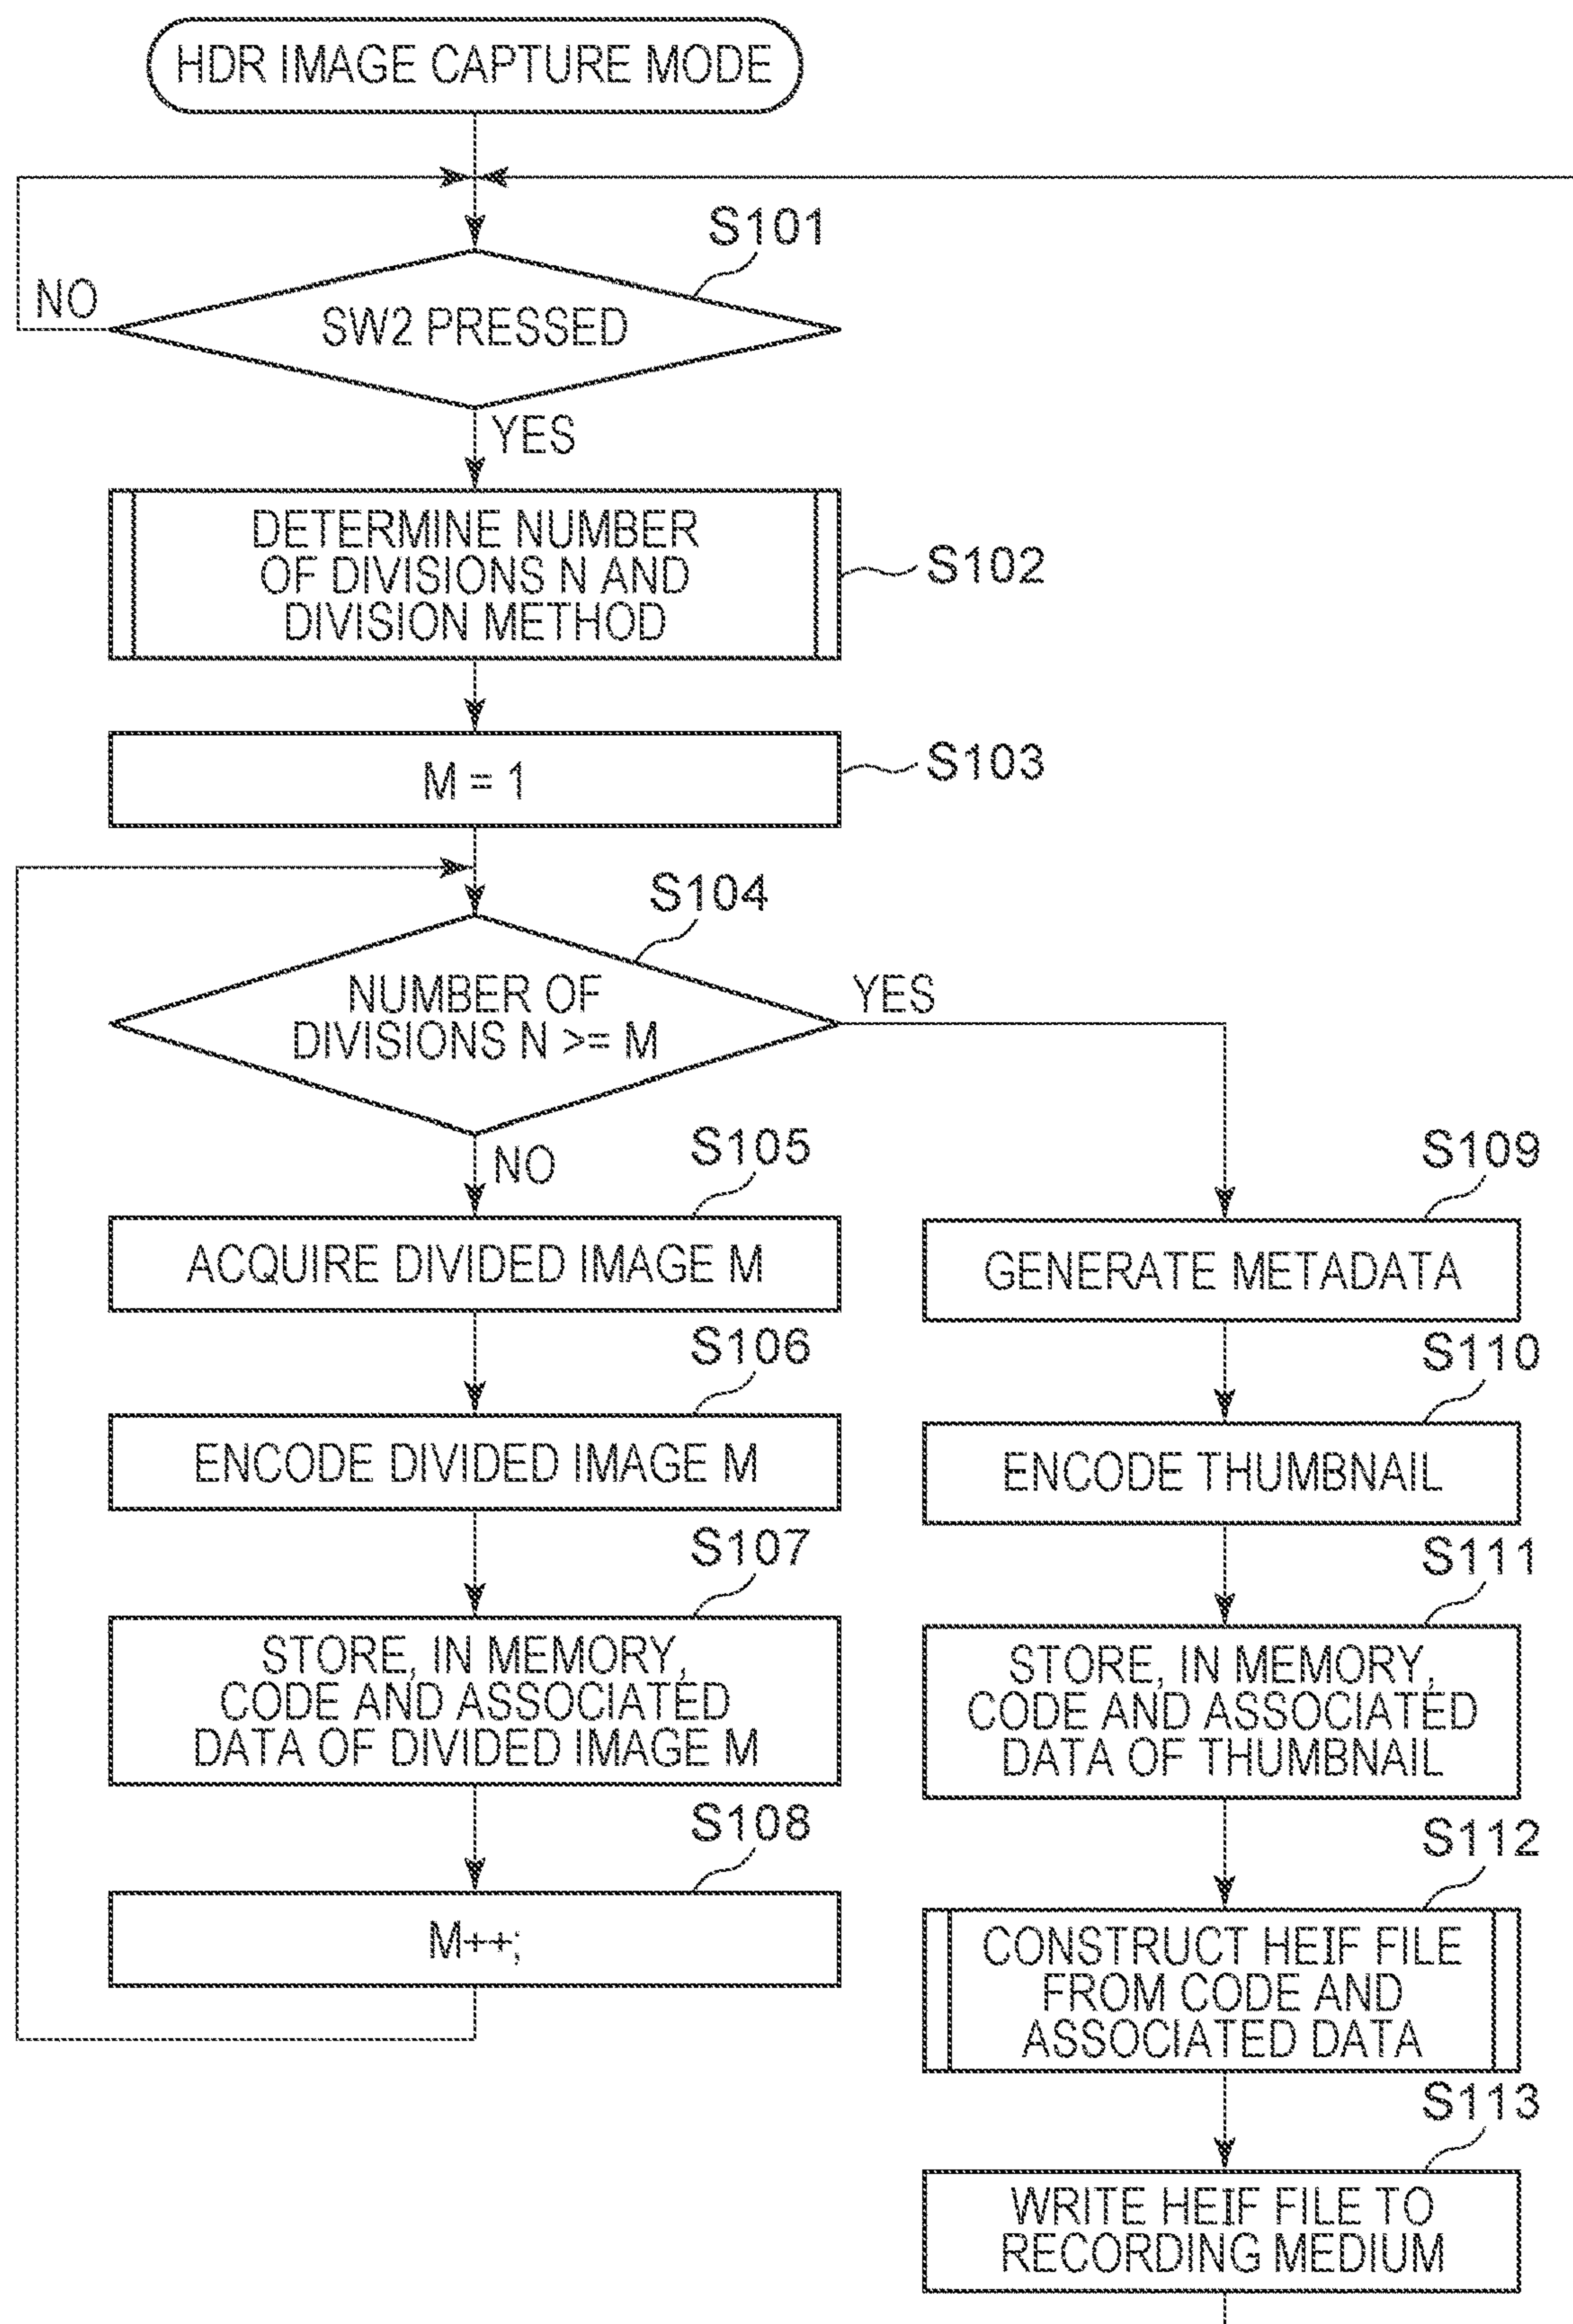 HDR IMAGE CAPTURE MODE
S101
NO
SW2 PRESSED
YES
DETERMINE NUMBER
OF DIVISIONS N AND
DIVISION METHOD
S102
M = 1
S103
S104
NUMBER OF
DIVISIONS N >= M
YES
NO
S105
ACQUIRE DIVIDED IMAGE M
S106
ENCODE DIVIDED IMAGE M
S107
STORE, IN MEMORY,
CODE AND ASSOCIATED
DATA OF DIVIDED IMAGE M
S108
M++;
S109
GENERATE METADATA
S110
ENCODE THUMBNAIL
S111
STORE, IN MEMORY,
CODE AND ASSOCIATED
DATA OF THUMBNAIL
S112
CONSTRUCT HEIF FILE
FROM CODE AND
ASSOCIATED DATA
S113
WRITE HEIF FILE TO
RECORDING MEDIUM